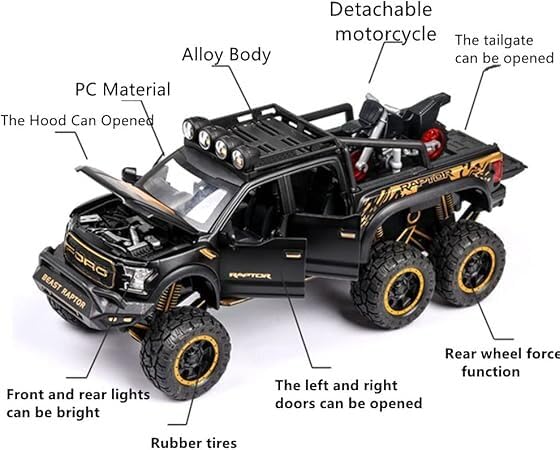 Detachable
motorcycle
The tailgate
can be opened
Alloy Body
PC Material
The Hood Can Opened
RAPTOR
FORD
RAPTOR
BEAST RAPTOR
Rear wheel force
function
The left and right
doors can be opened
Front and rear lights
can be bright
Rubber tires